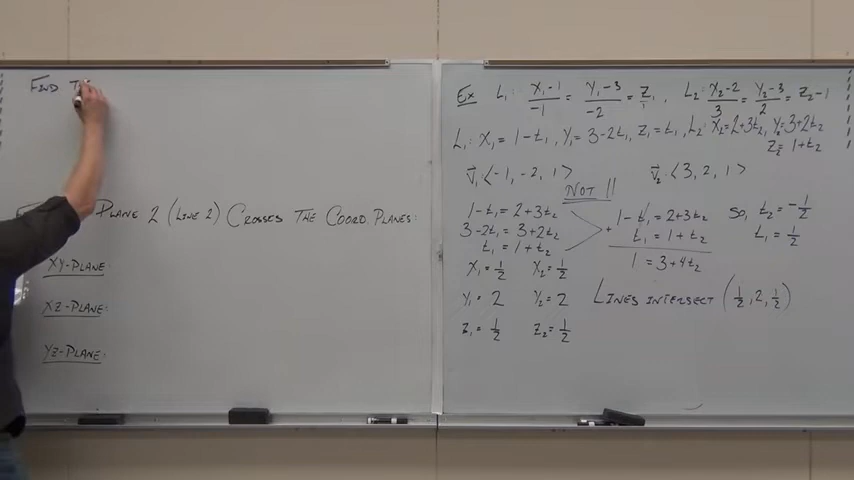 FIND T
PLANE 2 (LINE 2) CROSSES THE COORD PLANES:
XY-PLANE:
XZ-PLANE:
YZ-PLANE:
Ex L₁: (X₁-1)/-1 = (Y₁-3)/-2 = Z₁/1, L₂: (X₂-2)/3 = (Y₂-3)/2 = Z₂-1
L₁: X₁ = 1-t₁, Y₁ = 3-2t₁, Z₁ = t₁, L₂: X₂ = 2+3t₂, Y₂ = 3+2t₂
Z₂ = 1+t₂
V₁: <-1, -2, 1> V₂: <3, 2, 1>
NOT ||
1-t₁ = 2+3t₂
3-2t₁ = 3+2t₂
t₁ = 1+t₂
1-t₁ = 2+3t₂
+ t₁ = 1+t₂
1 = 3+4t₂
SO, t₂ = -1/2
t₁ = 1/2
X₁ = 1/2 X₂ = 1/2
Y₁ = 2 Y₂ = 2
Z₁ = 1/2 Z₂ = 1/2
LINES INTERSECT (1/2, 2, 1/2)